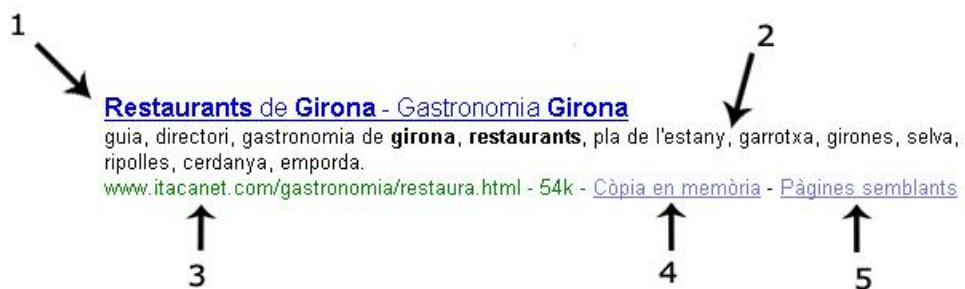 1
2
Restaurants de Girona - Gastronomia Girona
guia, directori, gastronomia de girona, restaurants, pla de l'estany, garrotxa, girones, selva,
ripolles, cerdanya, emporda.
www.itacanet.com/gastronomia/restaura.html - 54k - Còpia en memòria - Pàgines semblants
3
4
5